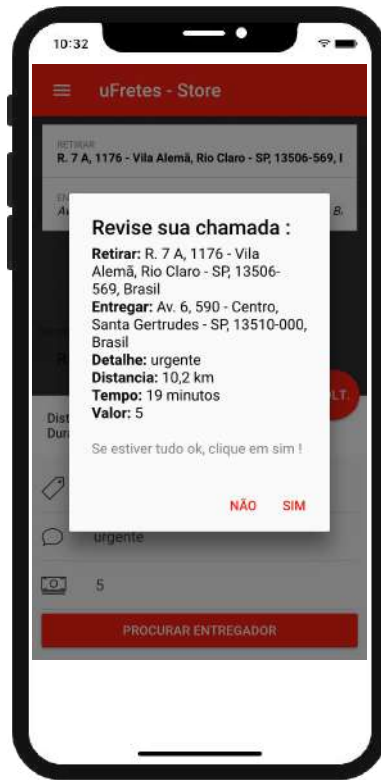 10:32
uFretes - Store
RETIRAR
R. 7 A, 1176 - Vila Alemã, Rio Claro - SP, 13506-569,
Revise sua chamada :
Retirar: R. 7 A, 1176 - Vila
Alemã, Rio Claro - SP, 13506-
569, Brasil
Entregar: Av. 6, 590 - Centro,
Santa Gertrudes - SP, 13510-000,
Brasil
Detalhe: urgente
Distancia: 10,2 km
Tempo: 19 minutos
Valor: 5
Se estiver tudo ok, clique em sim !
NÃO SIM
urgente
5
PROCURAR ENTREGADOR